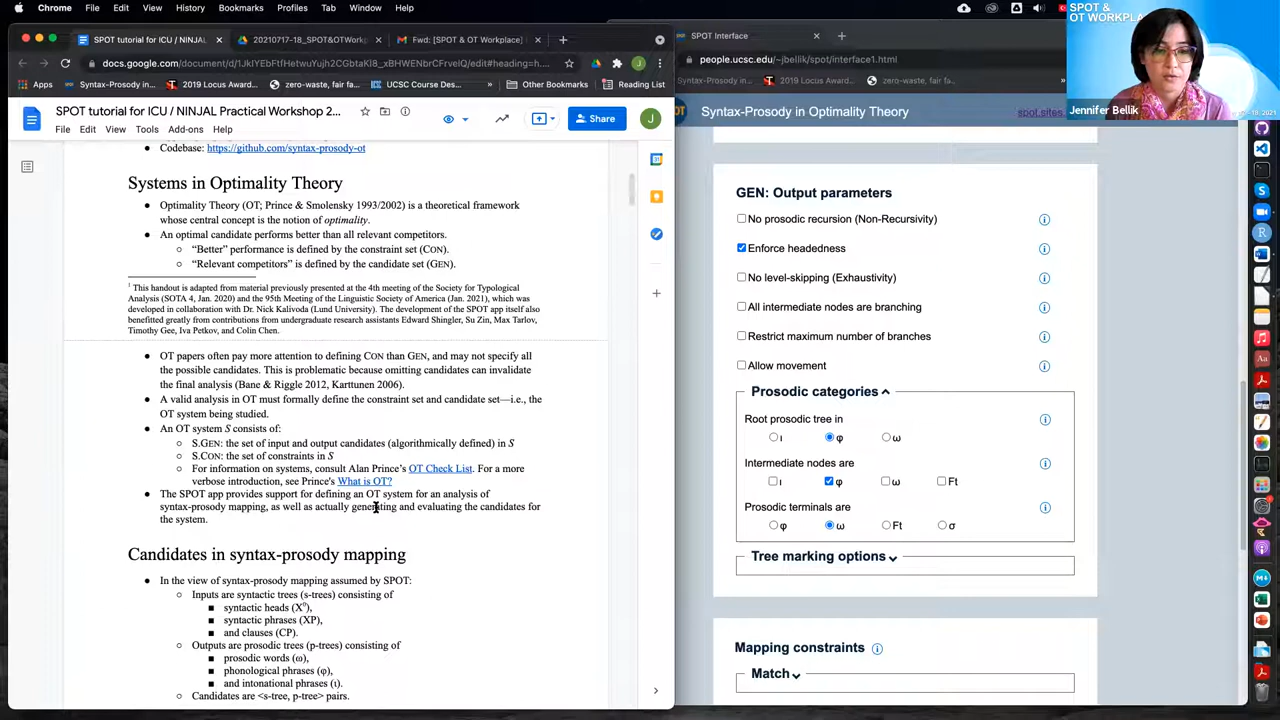 Chrome File Edit View History Bookmarks Profiles Tab Window Help
SPOT tutorial for ICU / NINJAL
20210717-18_SPOT&OTWorkp
Fwd: [SPOT & OT Workplace]
docs.google.com/document/d/
Apps
Syntax-Prosody in
2019 Locus Award
zero-waste, fair fa
UCSC Course Des
Reading List
SPOT tutorial for ICU / NINJAL Practical Workshop 2...
File Edit View Tools Add-ons Help
Share
J
Codebase: https://github.com/syntax-prosody-ot
Systems in Optimality Theory
● Optimality Theory (OT; Prince & Smolensky 1993/2002) is a theoretical framework
whose central concept is the notion of optimality.
● An optimal candidate performs better than all relevant competitors.
○ “Better” performance is defined by the constraint set (CON).
○ “Relevant competitors” is defined by the candidate set (GEN).
1 This handout is adapted from material previously presented at the 4th meeting of the Society for Typological
Analysis (SOTA 4, Jan. 2020) and the 95th Meeting of the Linguistic Society of America (Jan. 2021), which was
developed in collaboration with Dr. Nick Kalivoda (Lund University). The development of the SPOT app itself also
benefitted greatly from contributions from undergraduate research assistants Edward Shingler, Su Zin, Max Tarlov,
Timothy Gee, Iva Petkov, and Colin Chen.
● OT papers often pay more attention to defining CON than GEN, and may not specify all
the possible candidates. This is problematic because omitting candidates can invalidate
the final analysis (Bane & Riggle 2012, Karttunen 2006).
● A valid analysis in OT must formally define the constraint set and candidate set—i.e., the
OT system being studied.
● An OT system S consists of:
○ S.GEN: the set of input and output candidates (algorithmically defined) in S
○ S.CON: the set of constraints in S
○ For information on systems, consult Alan Prince’s OT Check List. For a more
verbose introduction, see Prince's What is OT?
● The SPOT app provides support for defining an OT system for an analysis of
syntax-prosody mapping, as well as actually generating and evaluating the candidates for
the system.
Candidates in syntax-prosody mapping
● In the view of syntax-prosody mapping assumed by SPOT:
○ Inputs are syntactic trees (s-trees) consisting of
■ syntactic heads (X⁰),
■ syntactic phrases (XP),
■ and clauses (CP).
○ Outputs are prosodic trees (p-trees) consisting of
■ prosodic words (ω),
■ phonological phrases (φ),
■ and intonational phrases (ι).
○ Candidates are <s-tree, p-tree> pairs.
SPOT Interface
people.ucsc.edu/~jbellik/spot/interface1.html
Syntax-Prosody in
2019 Locus Award
zero-waste, fair fa
Syntax-Prosody in Optimality Theory
spot.sites
GEN: Output parameters
No prosodic recursion (Non-Recursivity)
Enforce headedness
No level-skipping (Exhaustivity)
All intermediate nodes are branching
Restrict maximum number of branches
Allow movement
Prosodic categories
Root prosodic tree in
ι φ ω
Intermediate nodes are
ι φ ω Ft
Prosodic terminals are
φ ω Ft σ
Tree marking options
Mapping constraints
Match
SPOT &
OT WORKPLA
Jennifer Bellik